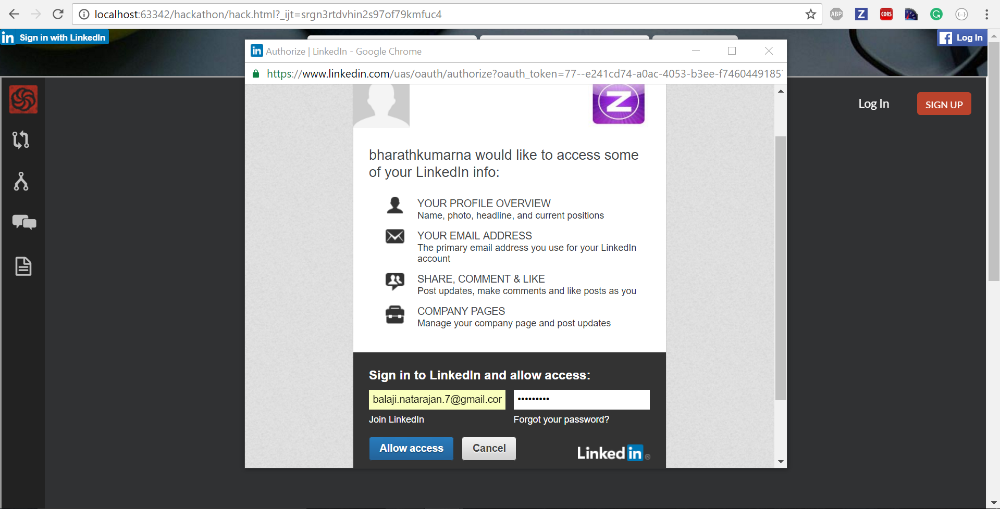 localhost:63342/hackathon/hack.html?_ijt=srgn3rtdvhin2s97of79kmfuc4
ABP
Z
CORS
G
{...}
in Sign in with LinkedIn
f Log In
in Authorize | LinkedIn - Google Chrome
https://www.linkedin.com/uas/oauth/authorize?oauth_token=77--e241cd74-a0ac-4053-b3ee-f7460449185
Z
Log In
SIGN UP
bharathkumarna would like to access some
of your LinkedIn info:
YOUR PROFILE OVERVIEW
Name, photo, headline, and current positions
YOUR EMAIL ADDRESS
The primary email address you use for your LinkedIn
account
SHARE, COMMENT & LIKE
Post updates, make comments and like posts as you
COMPANY PAGES
Manage your company page and post updates
Sign in to LinkedIn and allow access:
balaji.natarajan.7@gmail.cor
•••••••••
Join LinkedIn
Forgot your password?
Allow access
Cancel
Linked in ®